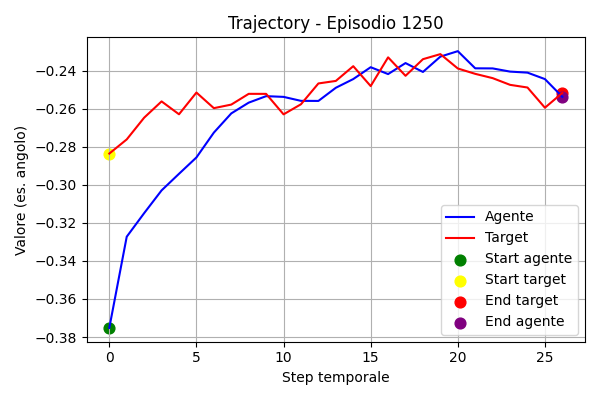 Trajectory - Episodio 1250
Valore (es. angolo)
−0.24
−0.26
−0.28
−0.30
−0.32
−0.34
−0.36
−0.38
Agente
Target
Start agente
Start target
End target
End agente
0 5 10 15 20 25
Step temporale